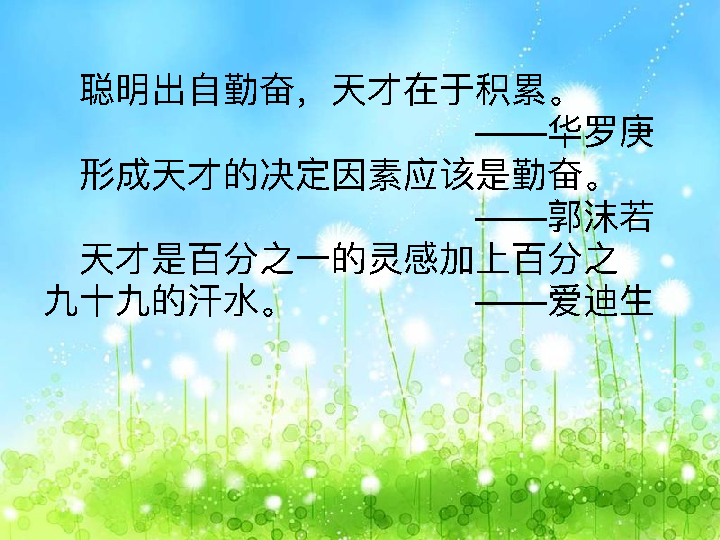 聪明出自勤奋，天才在于积累。
——华罗庚
形成天才的决定因素应该是勤奋。
——郭沫若
天才是百分之一的灵感加上百分之
九十九的汗水。 ——爱迪生